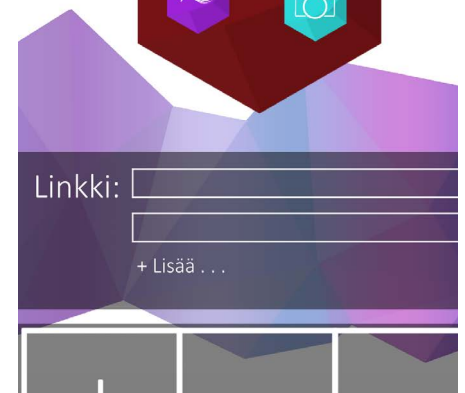 Linkki:
+ Lisää . . .